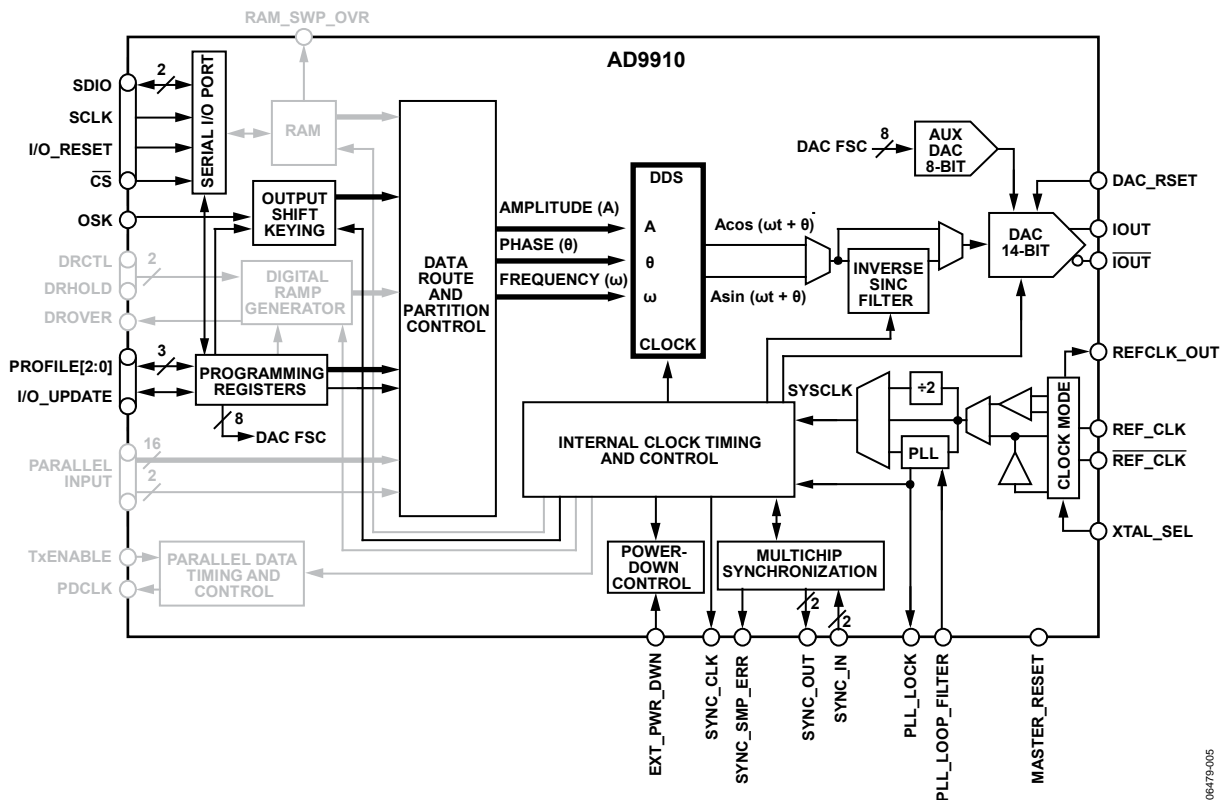 RAM_SWP_OVR
AD9910
SDIO
2
SCLK
I/O_RESET
CS
SERIAL I/O PORT
RAM
OSK
OUTPUT
SHIFT
KEYING
DRCTL
2
DRHOLD
DROVER
DIGITAL
RAMP
GENERATOR
PROFILE[2:0]
3
I/O_UPDATE
PROGRAMMING
REGISTERS
8
DAC FSC
PARALLEL
INPUT
16
2
TxENABLE
PDCLK
PARALLEL DATA
TIMING AND
CONTROL
DATA
ROUTE
AND
PARTITION
CONTROL
AMPLITUDE (A)
PHASE (θ)
FREQUENCY (ω)
DDS
A
θ
ω
CLOCK
Acos (ωt + θ)
Asin (ωt + θ)
INVERSE
SINC
FILTER
DAC FSC
8
AUX
DAC
8-BIT
DAC
14-BIT
DAC_RSET
IOUT
IOUT
REFCLK_OUT
REF_CLK
REF_CLK
XTAL_SEL
CLOCK MODE
SYSCLK
÷2
PLL
INTERNAL CLOCK TIMING
AND CONTROL
POWER-
DOWN
CONTROL
MULTICHIP
SYNCHRONIZATION
2
2
EXT_PWR_DWN
SYNC_CLK
SYNC_SMP_ERR
SYNC_OUT
SYNC_IN
PLL_LOCK
PLL_LOOP_FILTER
MASTER_RESET
06479-005